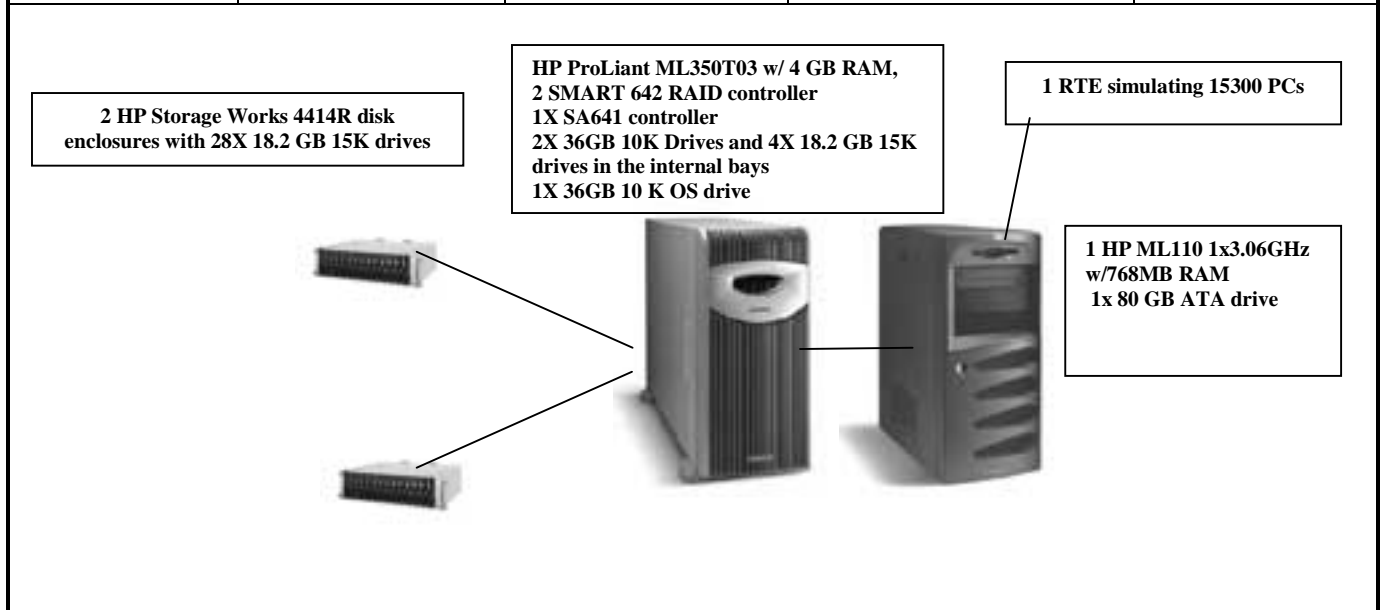 2 HP Storage Works 4414R disk
enclosures with 28X 18.2 GB 15K drives
HP ProLiant ML350T03 w/ 4 GB RAM,
2 SMART 642 RAID controller
1X SA641 controller
2X 36GB 10K Drives and 4X 18.2 GB 15K
drives in the internal bays
1X 36GB 10 K OS drive
1 RTE simulating 15300 PCs
1 HP ML110 1x3.06GHz
w/768MB RAM
1x 80 GB ATA drive